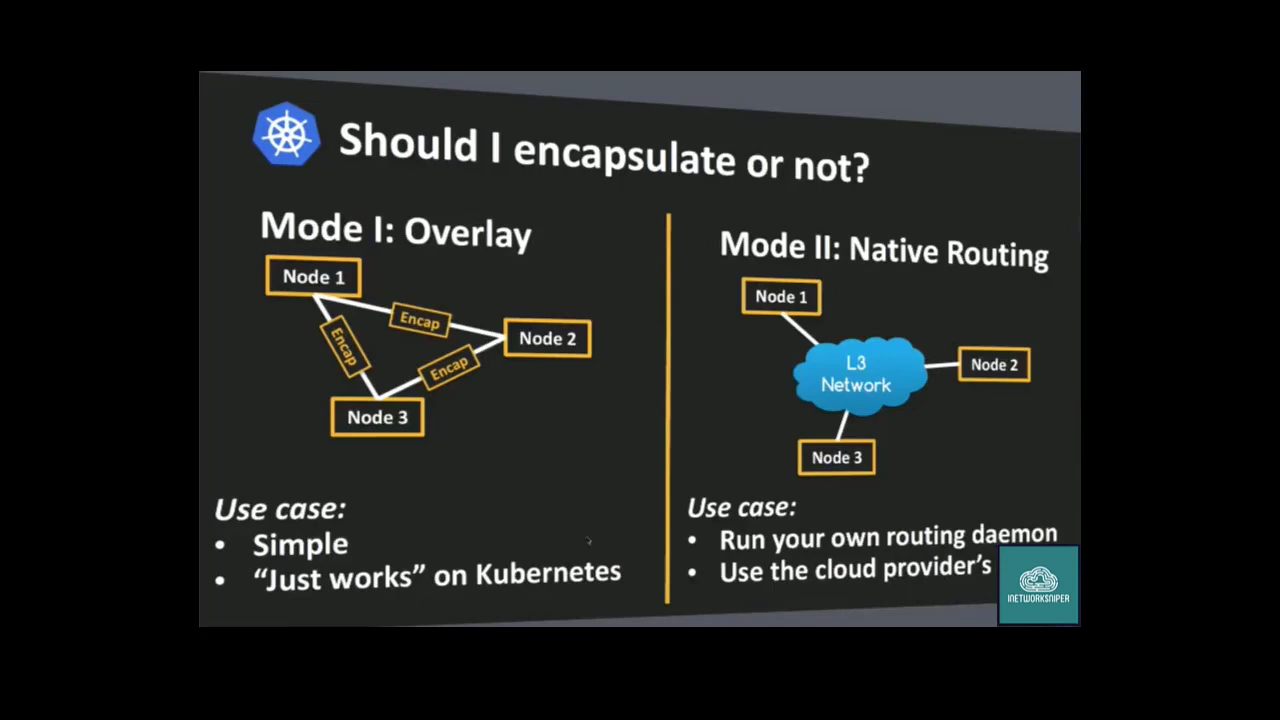 Should I encapsulate or not?
Mode I: Overlay
Node 1
Encap
Encap
Encap
Node 2
Node 3
Use case:
• Simple
• “Just works” on Kubernetes
Mode II: Native Routing
Node 1
L3
Network
Node 2
Node 3
Use case:
• Run your own routing daemon
• Use the cloud provider’s
INETWORKSNIPER